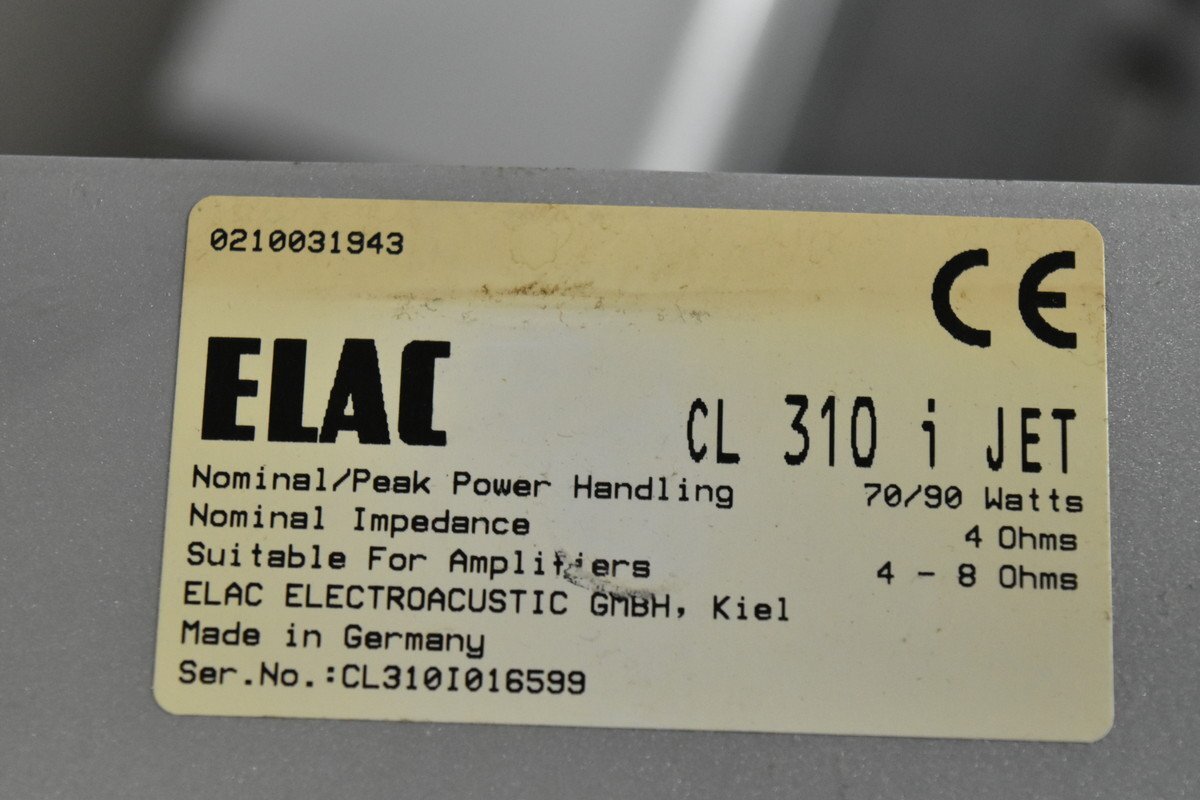 0210031943
CE
ELAC
CL 310 i JET
Nominal/Peak Power Handling 70/90 Watts
Nominal Impedance 4 Ohms
Suitable For Amplifiers 4 - 8 Ohms
ELAC ELECTROACUSTIC GMBH, Kiel
Made in Germany
Ser.No.:CL310I016599